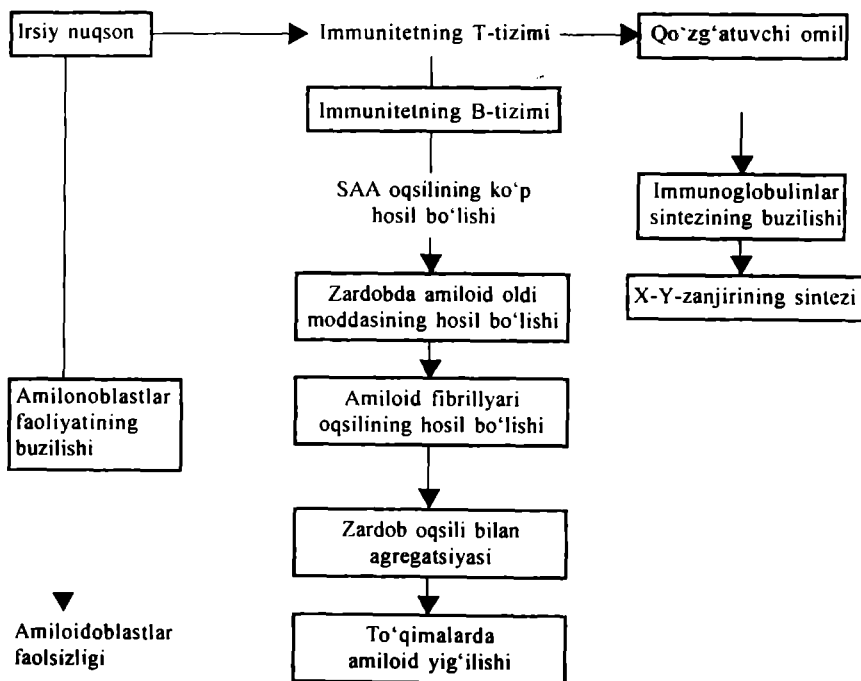 Irsiy nuqson
Immunitetning T-tizimi
Qo‘zg‘atuvchi omil
Immunitetning B-tizimi
SAA oqsilining ko‘p
hosil bo‘lishi
Immunoglobulinlar
sintezining buzilishi
Zardobda amiloid oldi
moddasining hosil bo‘lishi
X-Y-zanjirining sintezi
Amilonoblastlar
faoliyatining
buzilishi
Amiloid fibrillyari
oqsilining hosil bo‘lishi
Zardob oqsili bilan
agregatsiyasi
Amiloidoblastlar
faolsizligi
To‘qimalarda
amiloid yig‘ilishi